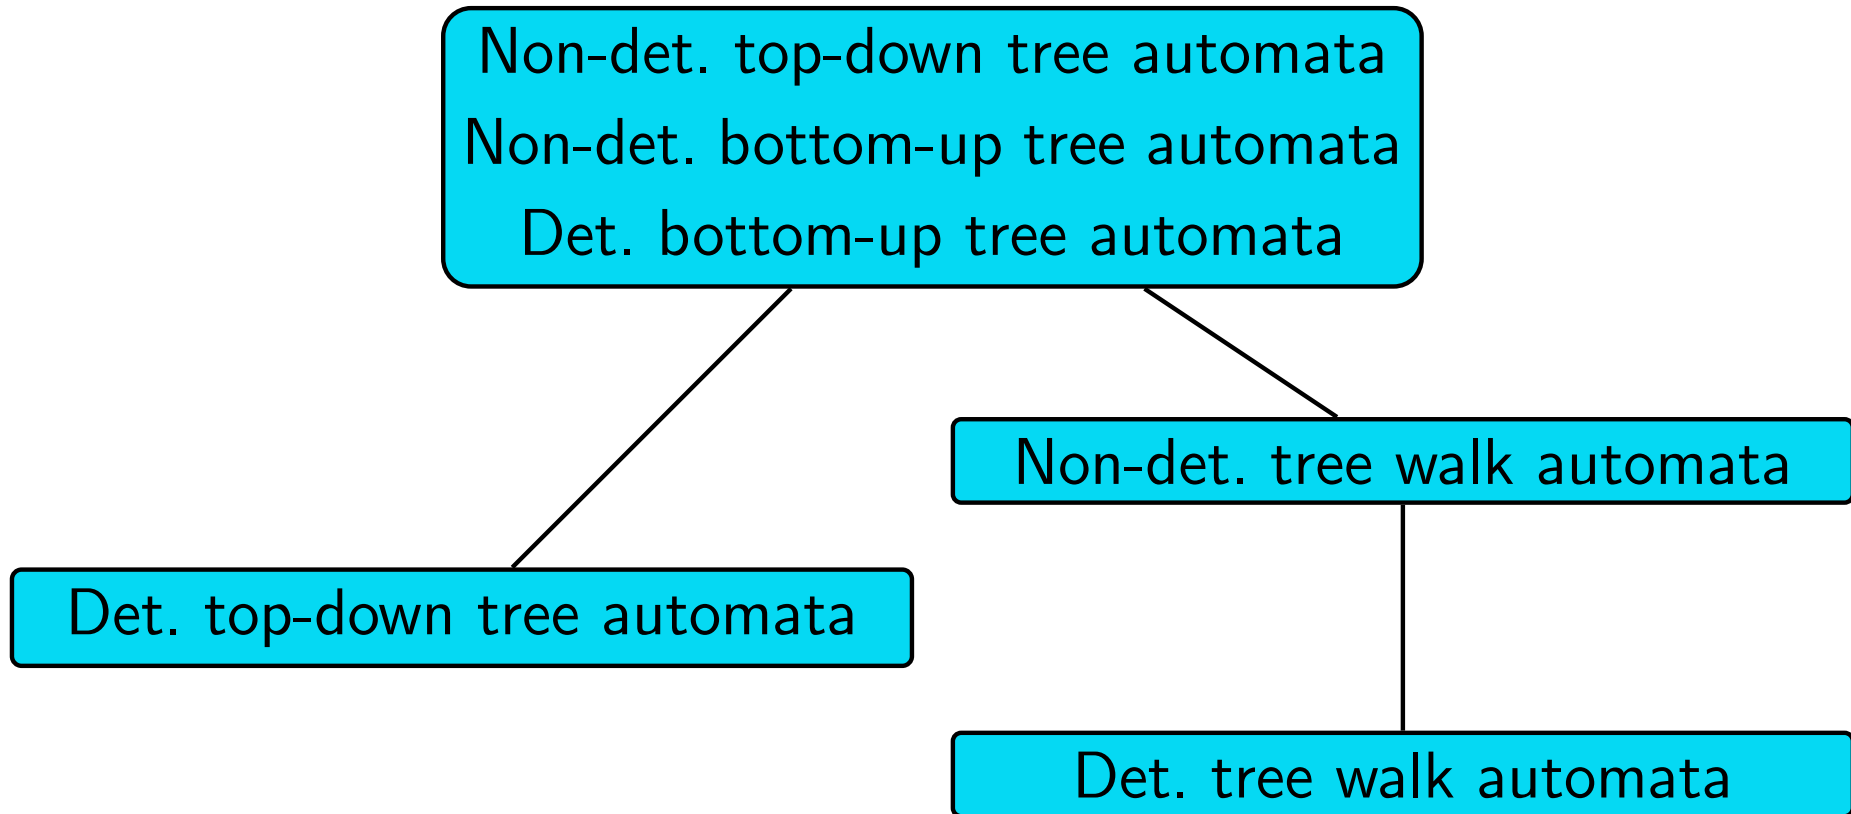 Non-det. top-down tree automata
Non-det. bottom-up tree automata
Det. bottom-up tree automata
Non-det. tree walk automata
Det. top-down tree automata
Det. tree walk automata